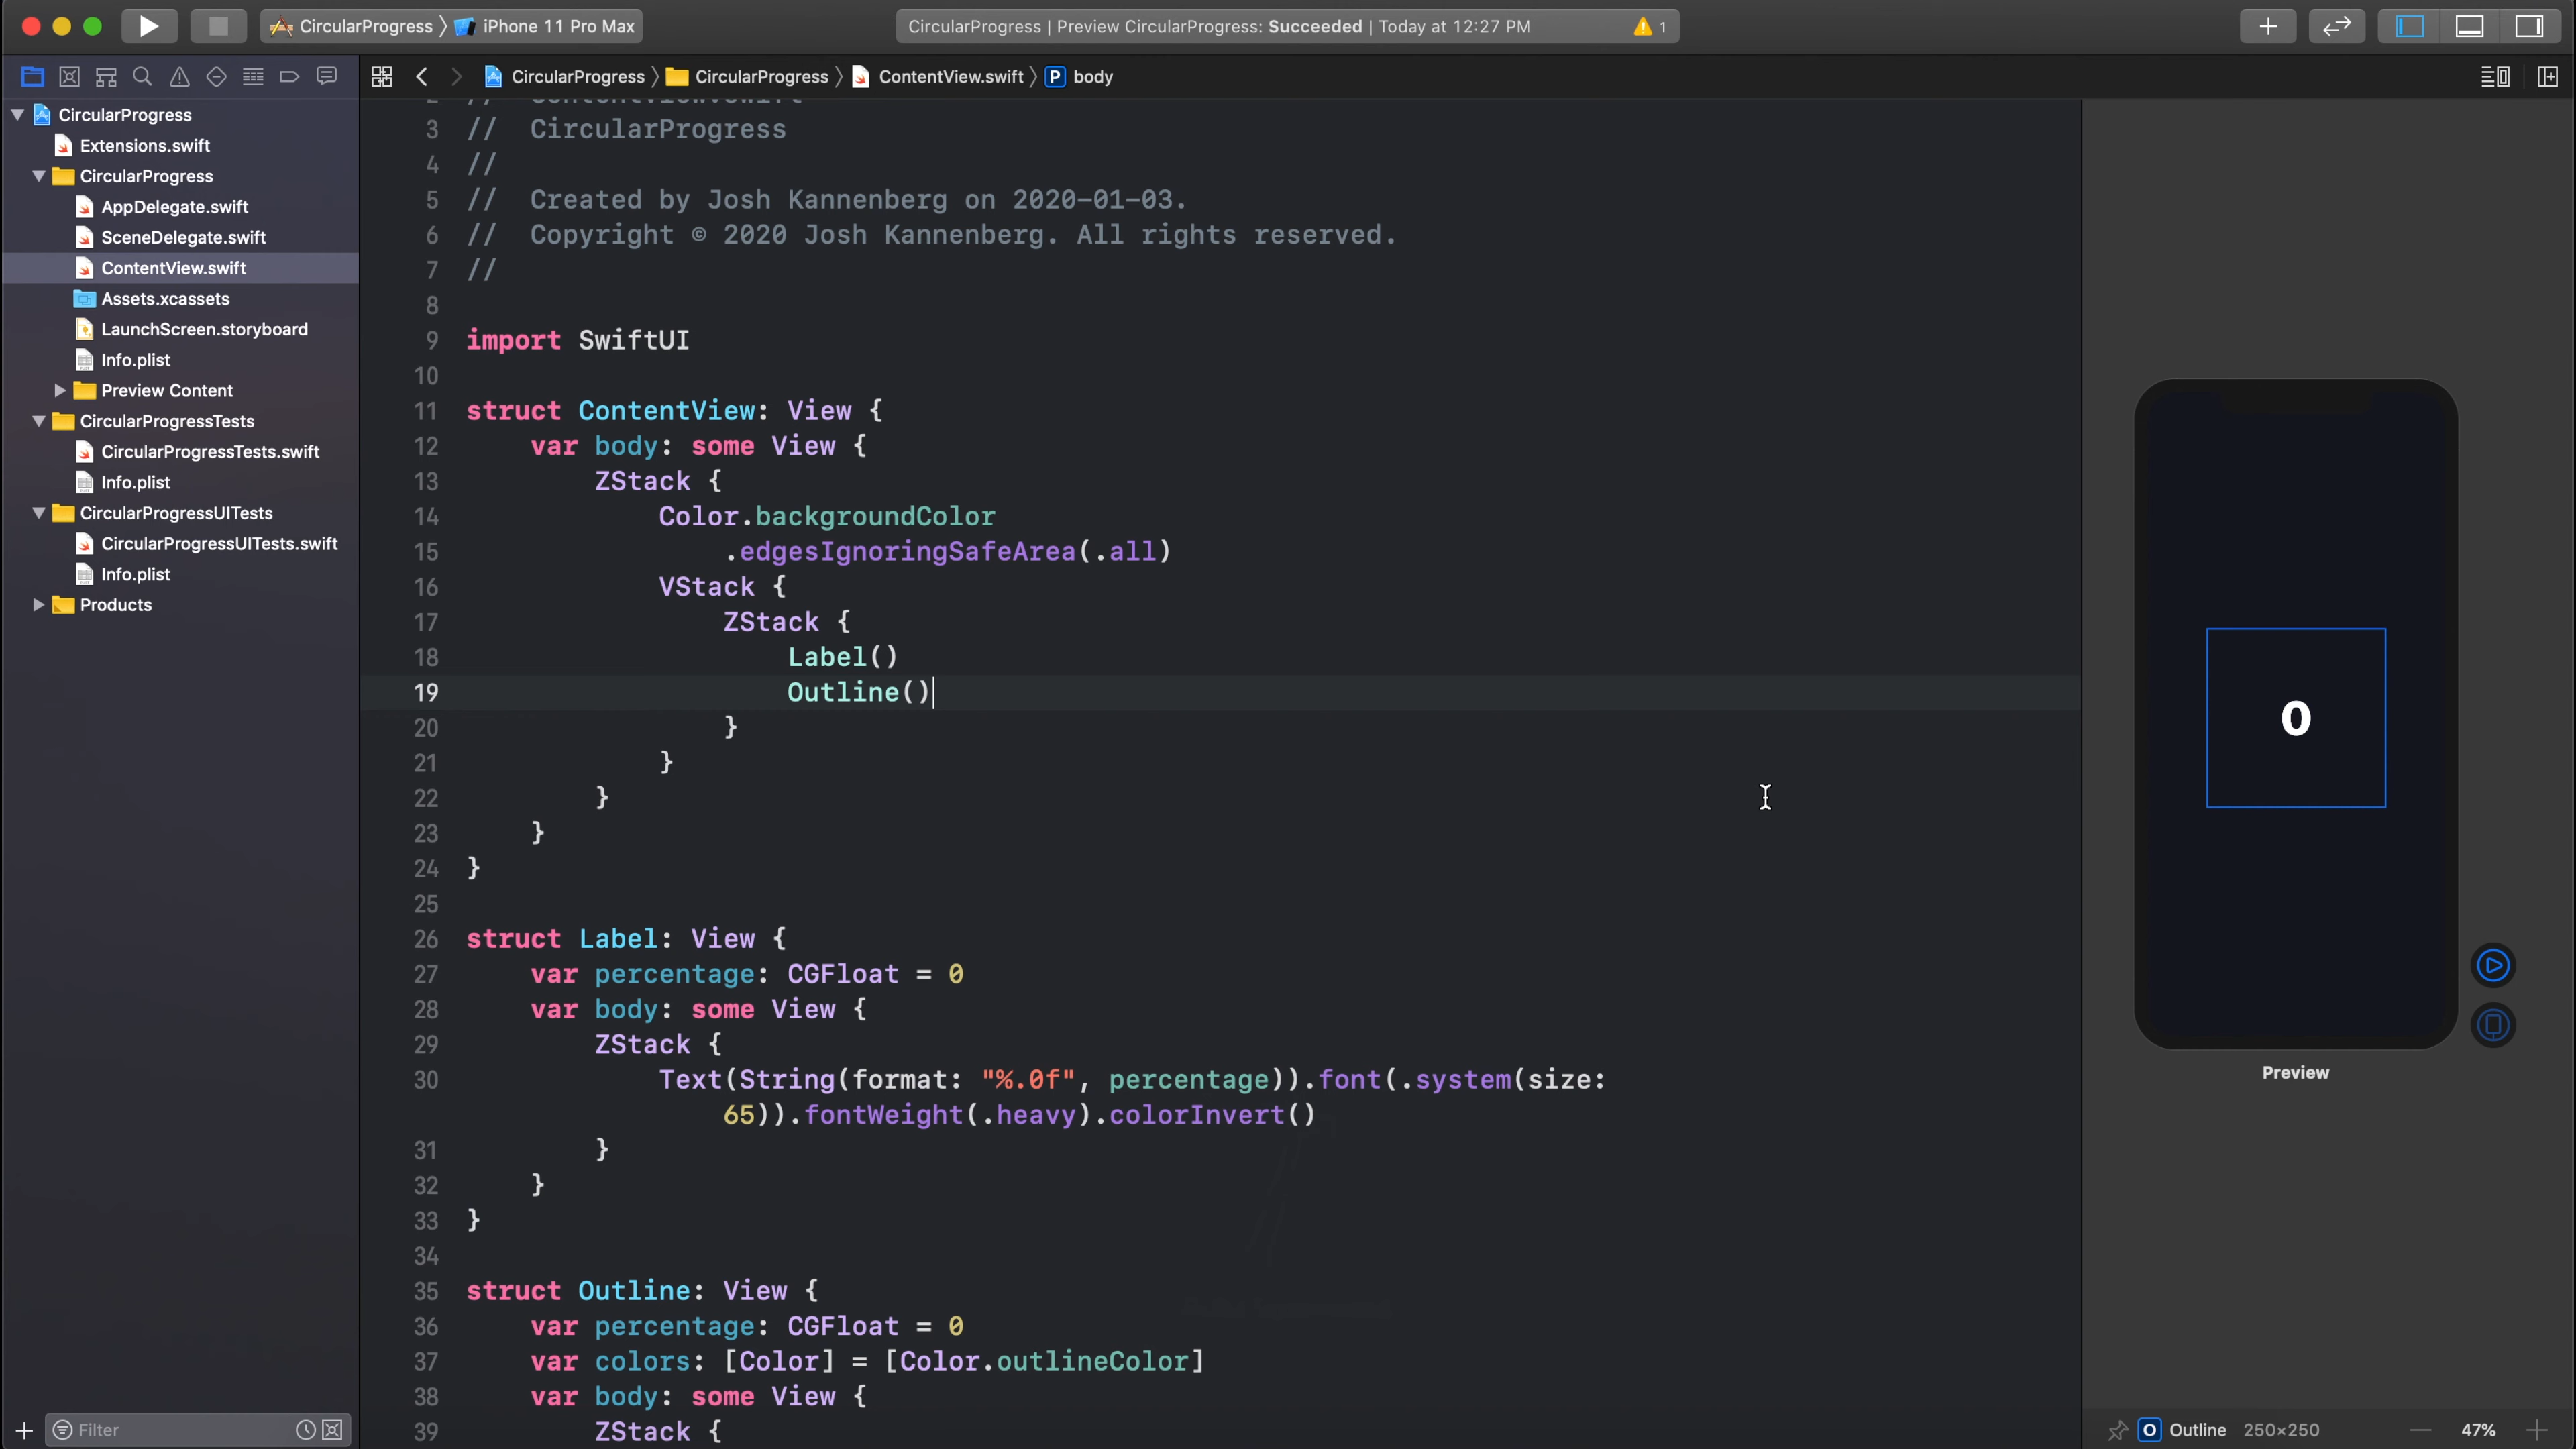 CircularProgress 〉 iPhone 11 Pro Max
CircularProgress | Preview CircularProgress: Succeeded | Today at 12:27 PM
1
CircularProgress 〉 CircularProgress 〉 ContentView.swift 〉 P body
CircularProgress
Extensions.swift
CircularProgress
AppDelegate.swift
SceneDelegate.swift
ContentView.swift
Assets.xcassets
LaunchScreen.storyboard
Info.plist
Preview Content
CircularProgressTests
CircularProgressTests.swift
Info.plist
CircularProgressUITests
CircularProgressUITests.swift
Info.plist
Products
Filter
2 // ContentView.swift
3 // CircularProgress
4 //
5 // Created by Josh Kannenberg on 2020-01-03.
6 // Copyright © 2020 Josh Kannenberg. All rights reserved.
7 //
8
9 import SwiftUI
10
11 struct ContentView: View {
12 var body: some View {
13 ZStack {
14 Color.backgroundColor
15 .edgesIgnoringSafeArea(.all)
16 VStack {
17 ZStack {
18 Label()
19 Outline()
20 }
21 }
22 }
23 }
24 }
25
26 struct Label: View {
27 var percentage: CGFloat = 0
28 var body: some View {
29 ZStack {
30 Text(String(format: "%.0f", percentage)).font(.system(size:
65)).fontWeight(.heavy).colorInvert()
31 }
32 }
33 }
34
35 struct Outline: View {
36 var percentage: CGFloat = 0
37 var colors: [Color] = [Color.outlineColor]
38 var body: some View {
39 ZStack {
0
Preview
O Outline 250×250
47%